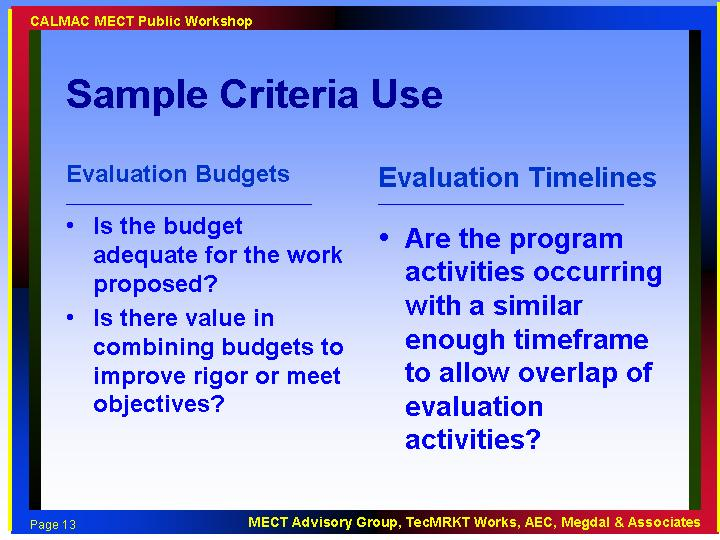 CALMAC MECT Public Workshop
Sample Criteria Use
Evaluation Budgets
• Is the budget
adequate for the work
proposed?
• Is there value in
combining budgets to
improve rigor or meet
objectives?
Evaluation Timelines
• Are the program
activities occurring
with a similar
enough timeframe
to allow overlap of
evaluation
activities?
Page 13
MECT Advisory Group, TecMRKT Works, AEC, Megdal & Associates